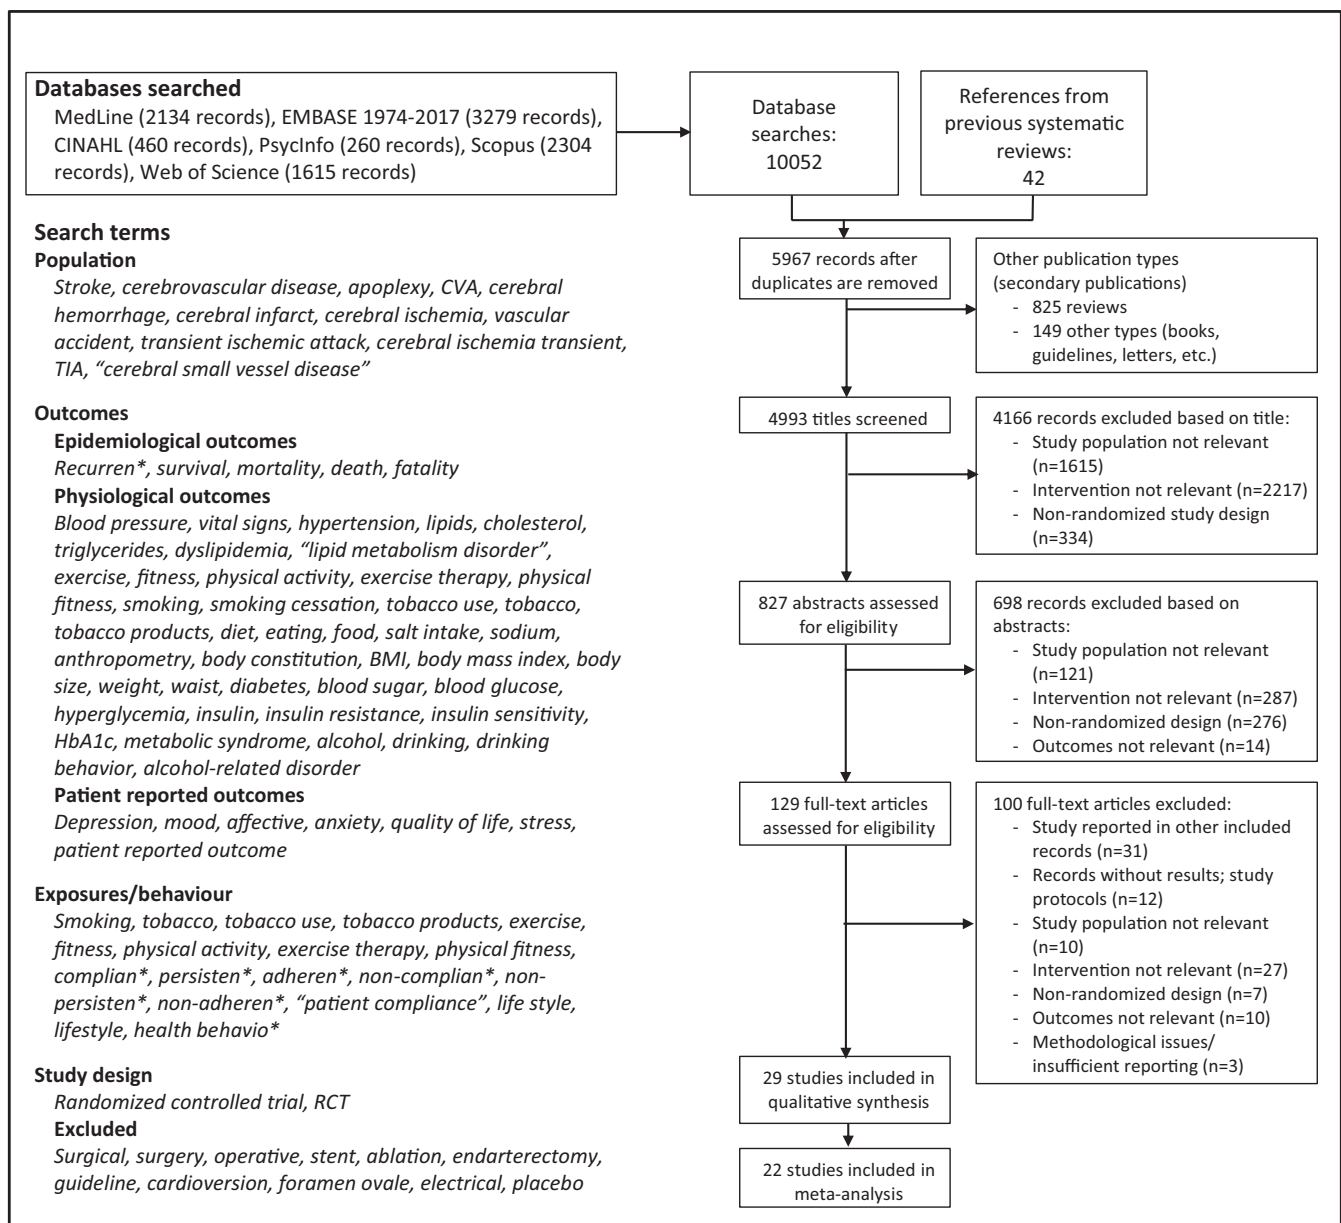 Databases searched
MedLine (2134 records), EMBASE 1974-2017 (3279 records),
CINAHL (460 records), PsycInfo (260 records), Scopus (2304
records), Web of Science (1615 records)
Database
searches:
10052
References from
previous systematic
reviews:
42
Search terms
Population
Stroke, cerebrovascular disease, apoplexy, CVA, cerebral
hemorrhage, cerebral infarct, cerebral ischemia, vascular
accident, transient ischemic attack, cerebral ischemia transient,
TIA, “cerebral small vessel disease”
Outcomes
Epidemiological outcomes
Recurren*, survival, mortality, death, fatality
Physiological outcomes
Blood pressure, vital signs, hypertension, lipids, cholesterol,
triglycerides, dyslipidemia, “lipid metabolism disorder”,
exercise, fitness, physical activity, exercise therapy, physical
fitness, smoking, smoking cessation, tobacco use, tobacco,
tobacco products, diet, eating, food, salt intake, sodium,
anthropometry, body constitution, BMI, body mass index, body
size, weight, waist, diabetes, blood sugar, blood glucose,
hyperglycemia, insulin, insulin resistance, insulin sensitivity,
HbA1c, metabolic syndrome, alcohol, drinking, drinking
behavior, alcohol-related disorder
Patient reported outcomes
Depression, mood, affective, anxiety, quality of life, stress,
patient reported outcome
Exposures/behaviour
Smoking, tobacco, tobacco use, tobacco products, exercise,
fitness, physical activity, exercise therapy, physical fitness,
complian*, persisten*, adheren*, non-complian*, non-
persisten*, non-adheren*, “patient compliance”, life style,
lifestyle, health behavio*
Study design
Randomized controlled trial, RCT
Excluded
Surgical, surgery, operative, stent, ablation, endarterectomy,
guideline, cardioversion, foramen ovale, electrical, placebo
5967 records after
duplicates are removed
Other publication types
(secondary publications)
- 825 reviews
- 149 other types (books,
guidelines, letters, etc.)
4993 titles screened
4166 records excluded based on title:
- Study population not relevant
(n=1615)
- Intervention not relevant (n=2217)
- Non-randomized study design
(n=334)
827 abstracts assessed
for eligibility
698 records excluded based on
abstracts:
- Study population not relevant
(n=121)
- Intervention not relevant (n=287)
- Non-randomized design (n=276)
- Outcomes not relevant (n=14)
129 full-text articles
assessed for eligibility
100 full-text articles excluded:
- Study reported in other included
records (n=31)
- Records without results; study
protocols (n=12)
- Study population not relevant
(n=10)
- Intervention not relevant (n=27)
- Non-randomized design (n=7)
- Outcomes not relevant (n=10)
- Methodological issues/
insufficient reporting (n=3)
29 studies included in
qualitative synthesis
22 studies included in
meta-analysis